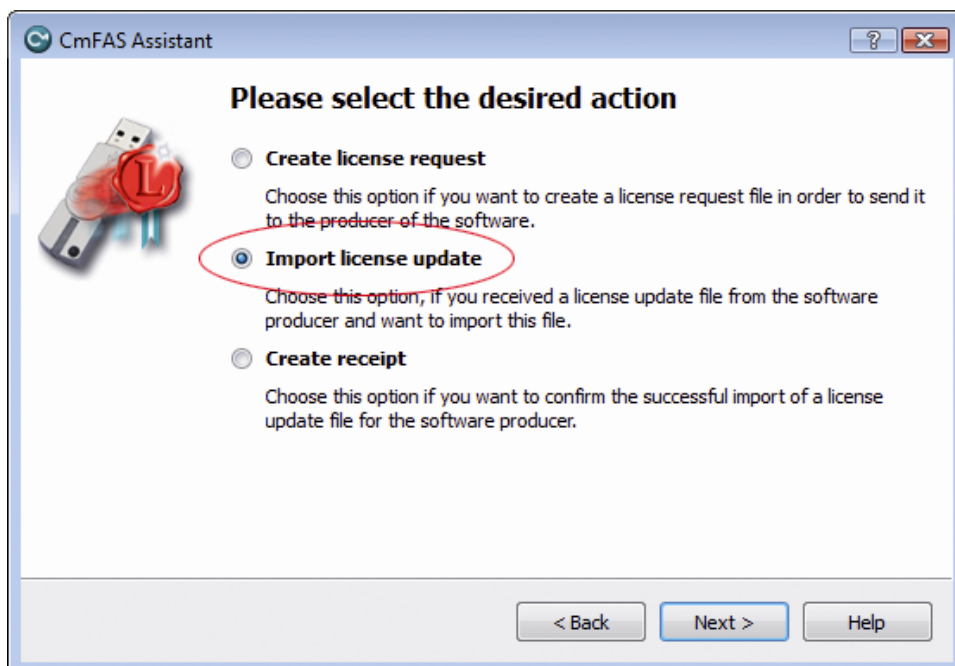 CmFAS Assistant
Please select the desired action
Create license request
Choose this option if you want to create a license request file in order to send it
to the producer of the software.
Import license update
Choose this option, if you received a license update file from the software
producer and want to import this file.
Create receipt
Choose this option if you want to confirm the successful import of a license
update file for the software producer.
< Back
Next >
Help
L